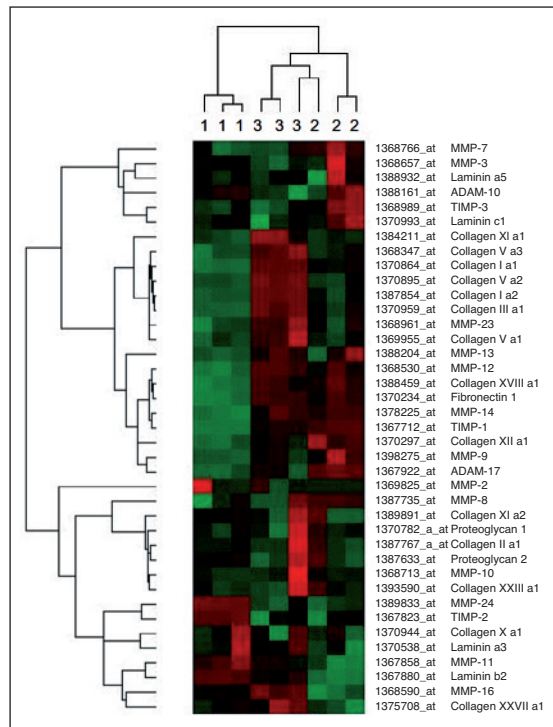 1 1 1 3 3 3 2 2 2
1368766_at MMP-7
1368657_at MMP-3
1388932_at Laminin a5
1388161_at ADAM-10
1368989_at TIMP-3
1370993_at Laminin c1
1384211_at Collagen XI a1
1368347_at Collagen V a3
1370864_at Collagen I a1
1370895_at Collagen V a2
1387854_at Collagen I a2
1370959_at Collagen III a1
1368961_at MMP-23
1369955_at Collagen V a1
1388204_at MMP-13
1368530_at MMP-12
1388459_at Collagen XVIII a1
1370234_at Fibronectin 1
1378225_at MMP-14
1367712_at TIMP-1
1370297_at Collagen XII a1
1398275_at MMP-9
1367922_at ADAM-17
1369825_at MMP-2
1387735_at MMP-8
1389891_at Collagen XI a2
1370782_a_at Proteoglycan 1
1387767_a_at Collagen II a1
1387633_at Proteoglycan 2
1368713_at MMP-10
1393590_at Collagen XXIII a1
1389833_at MMP-24
1367823_at TIMP-2
1370944_at Collagen X a1
1370538_at Laminin a3
1367858_at MMP-11
1367880_at Laminin b2
1368590_at MMP-16
1375708_at Collagen XXVII a1